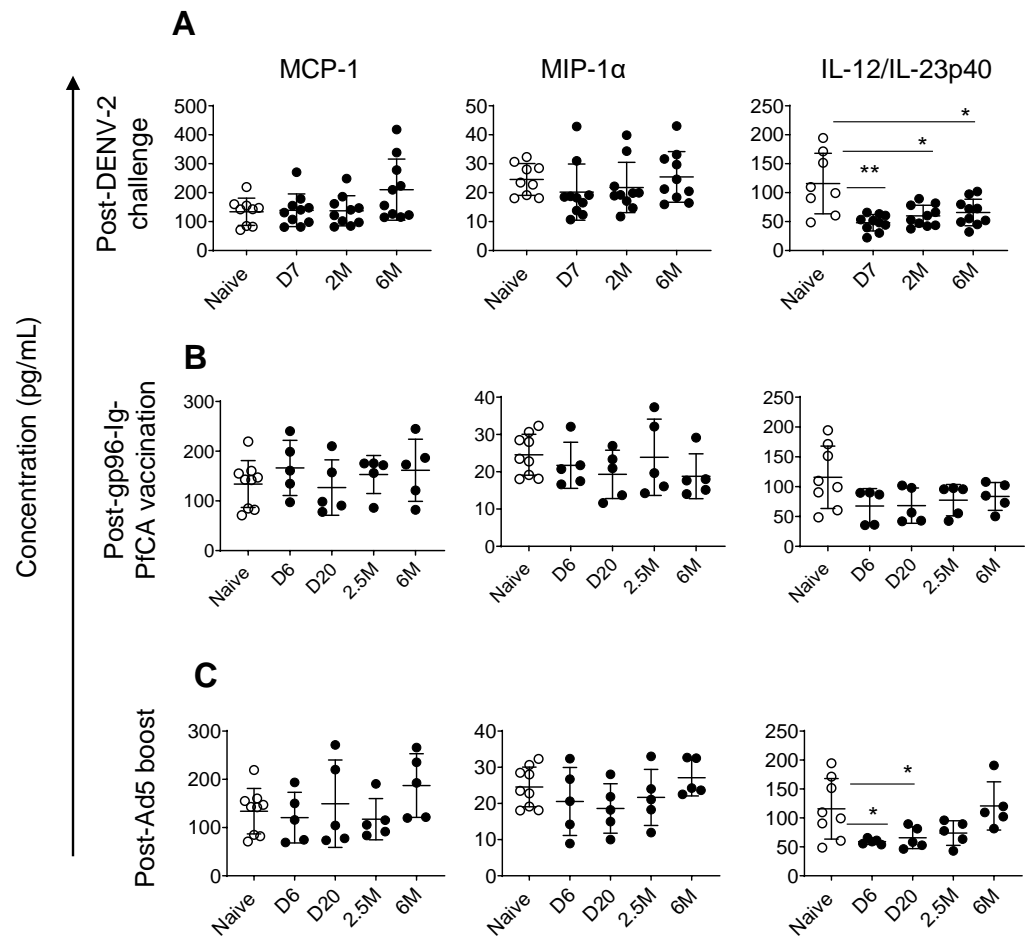 A
MCP-1
MIP-1α
IL-12/IL-23p40
Concentration (pg/mL)
Post-DENV-2
challenge
500
400
300
200
100
0
Naive
D7
2M
6M
50
40
30
20
10
0
Naive
D7
2M
6M
250
200
150
100
50
0
**
*
*
Naive
D7
2M
6M
B
Post-gp96-Ig-
PfCA vaccination
300
200
100
0
Naive
D6
D20
2.5M
6M
40
30
20
10
0
Naive
D6
D20
2.5M
6M
250
200
150
100
50
0
Naive
D6
D20
2.5M
6M
C
Post-Ad5 boost
300
200
100
0
Naive
D6
D20
2.5M
6M
40
30
20
10
0
Naive
D6
D20
2.5M
6M
250
200
150
100
50
0
*
*
Naive
D6
D20
2.5M
6M